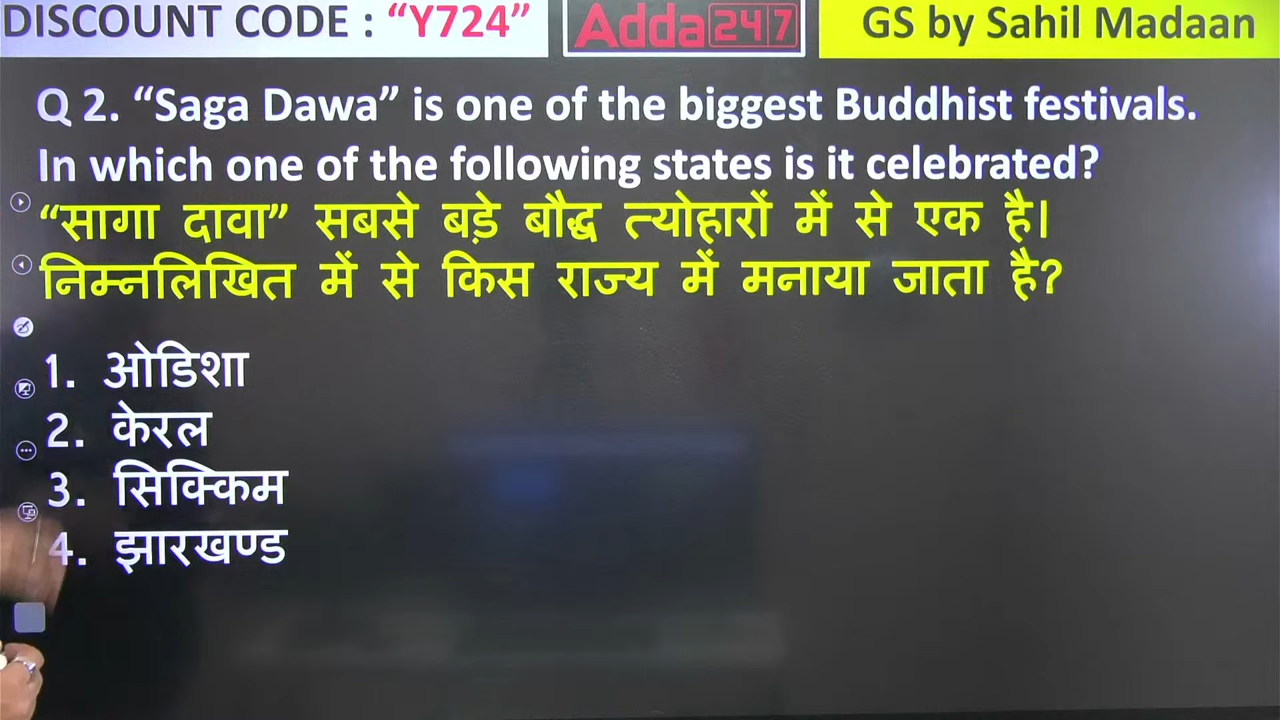 DISCOUNT CODE : “Y724”
Adda247
GS by Sahil Madaan
Q 2. “Saga Dawa” is one of the biggest Buddhist festivals.
In which one of the following states is it celebrated?
“सागा दावा” सबसे बड़े बौद्ध त्योहारों में से एक है।
निम्नलिखित में से किस राज्य में मनाया जाता है?
1. ओडिशा
2. केरल
3. सिक्किम
4. झारखण्ड